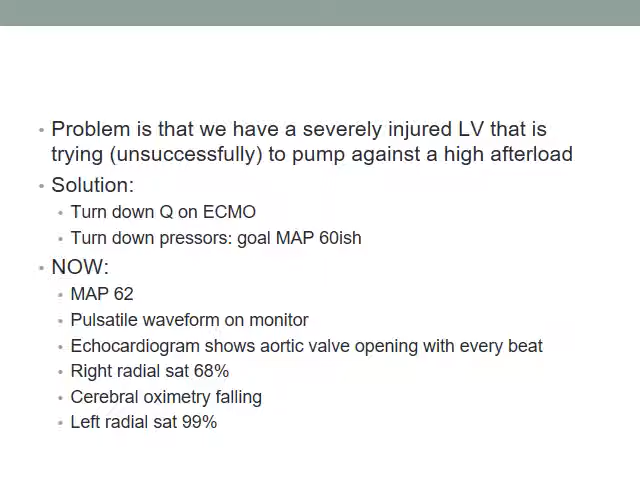 Problem is that we have a severely injured LV that is
trying (unsuccessfully) to pump against a high afterload
Solution:
Turn down Q on ECMO
Turn down pressors: goal MAP 60ish
NOW:
MAP 62
Pulsatile waveform on monitor
Echocardiogram shows aortic valve opening with every beat
Right radial sat 68%
Cerebral oximetry falling
Left radial sat 99%